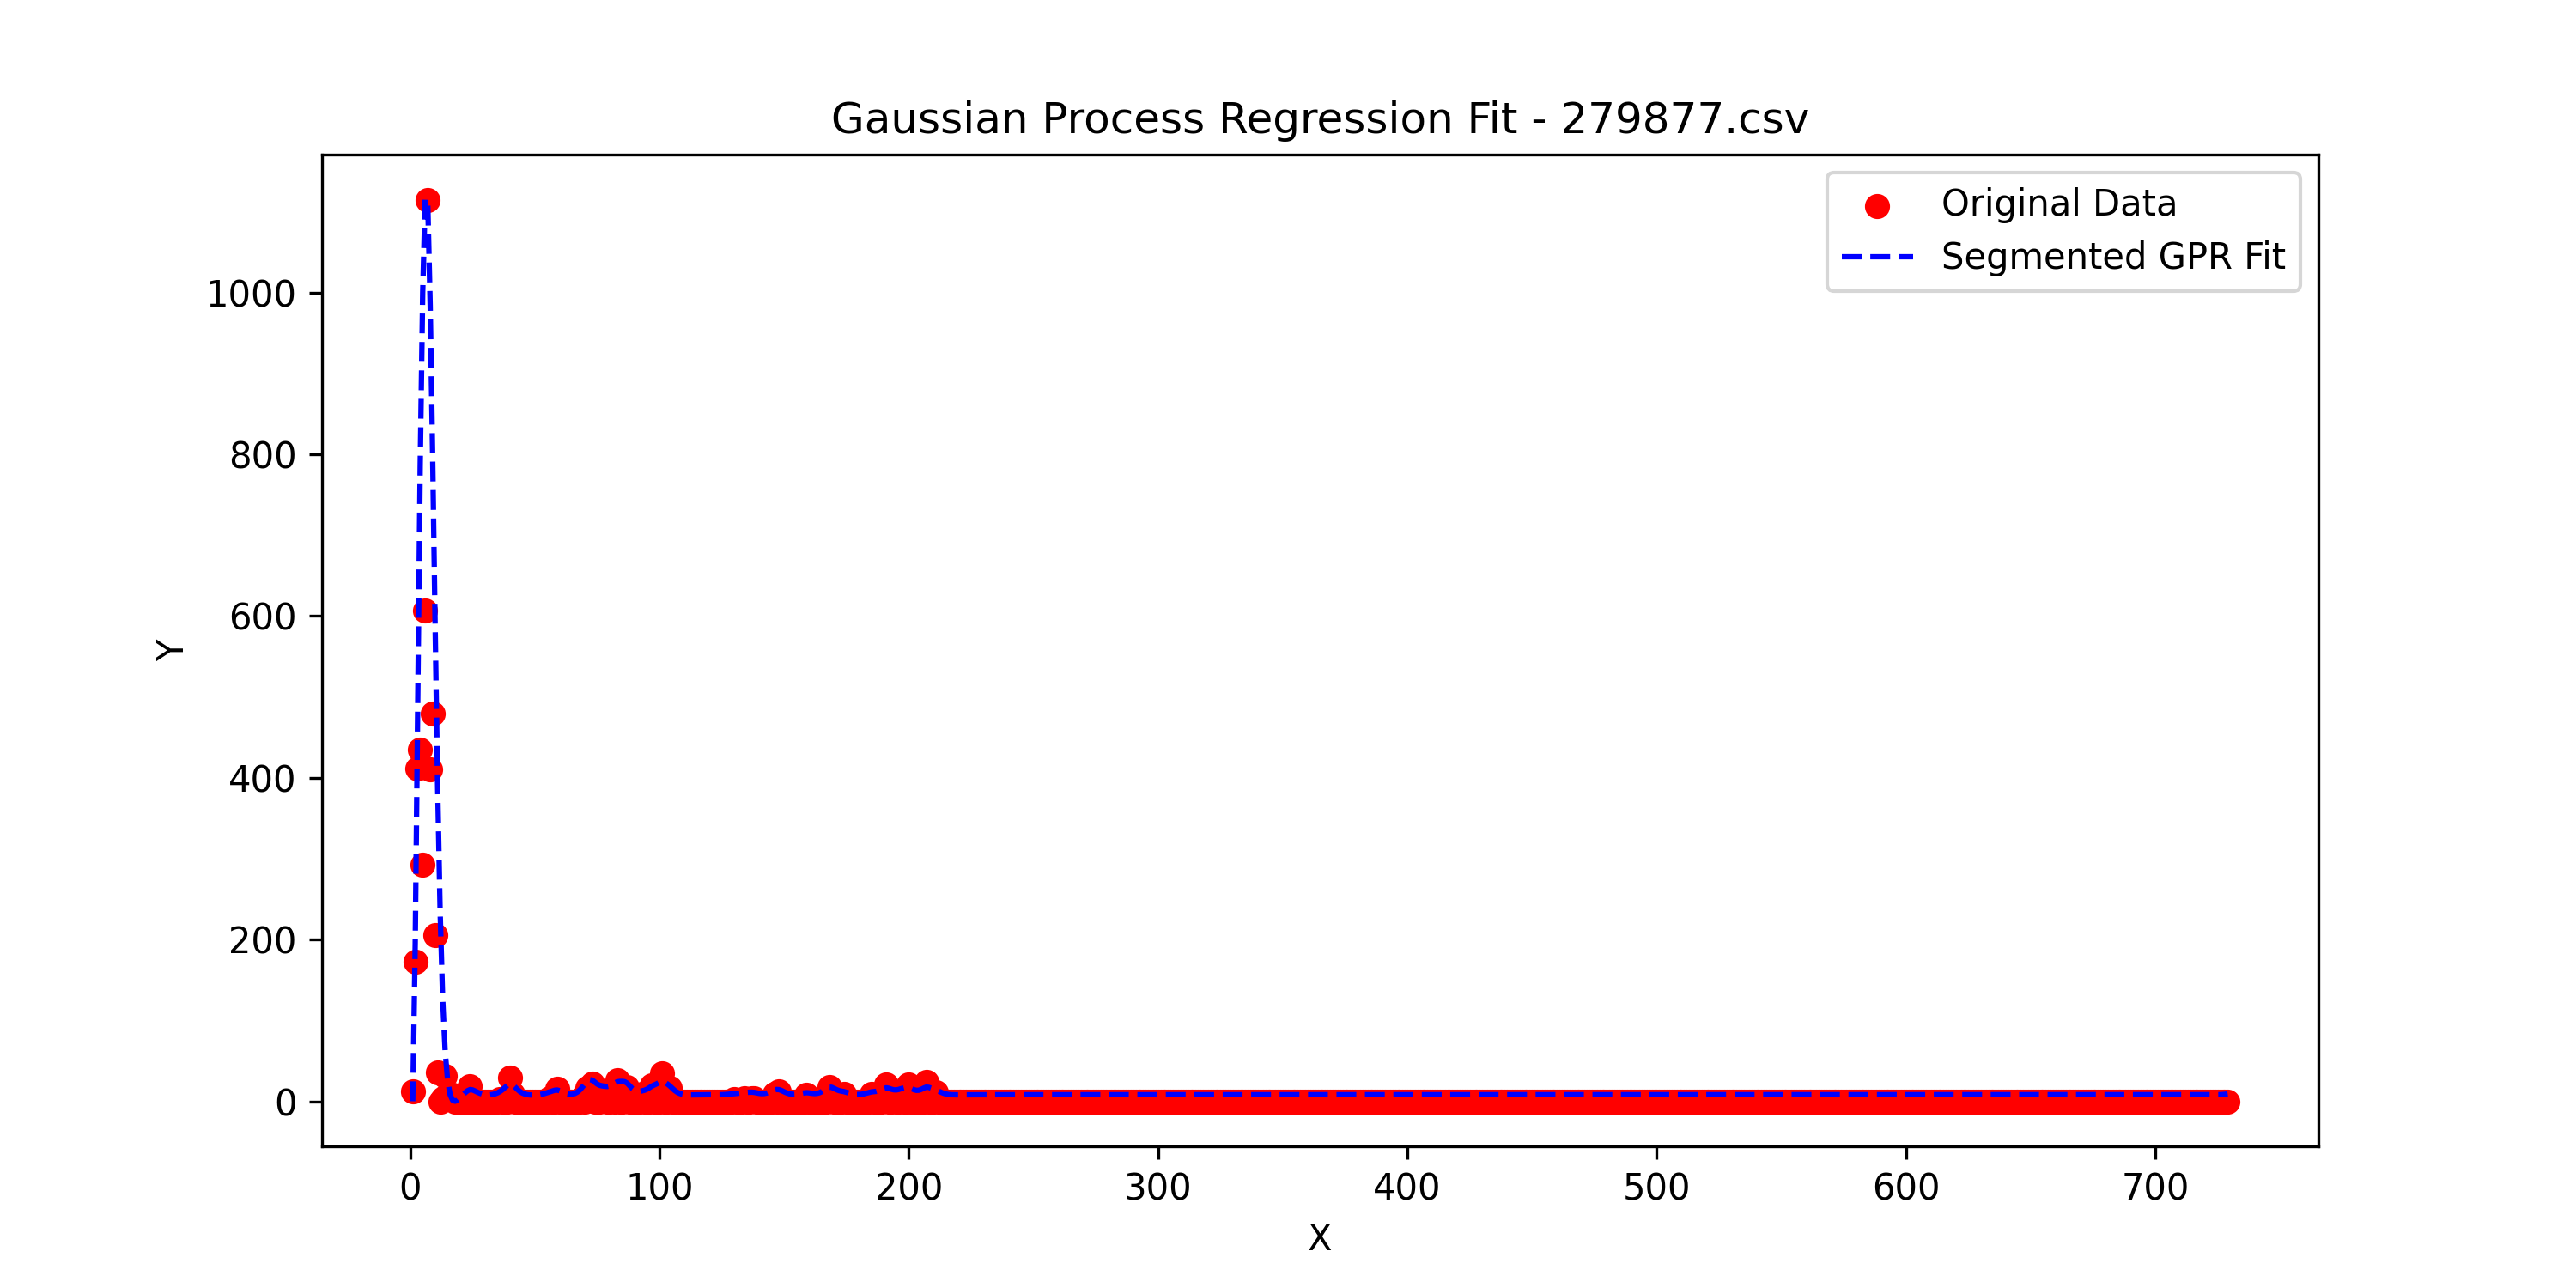 Gaussian Process Regression Fit - 279877.csv
Original Data
Segmented GPR Fit
1000
800
600
400
200
0
Y
0 100 200 300 400 500 600 700
X